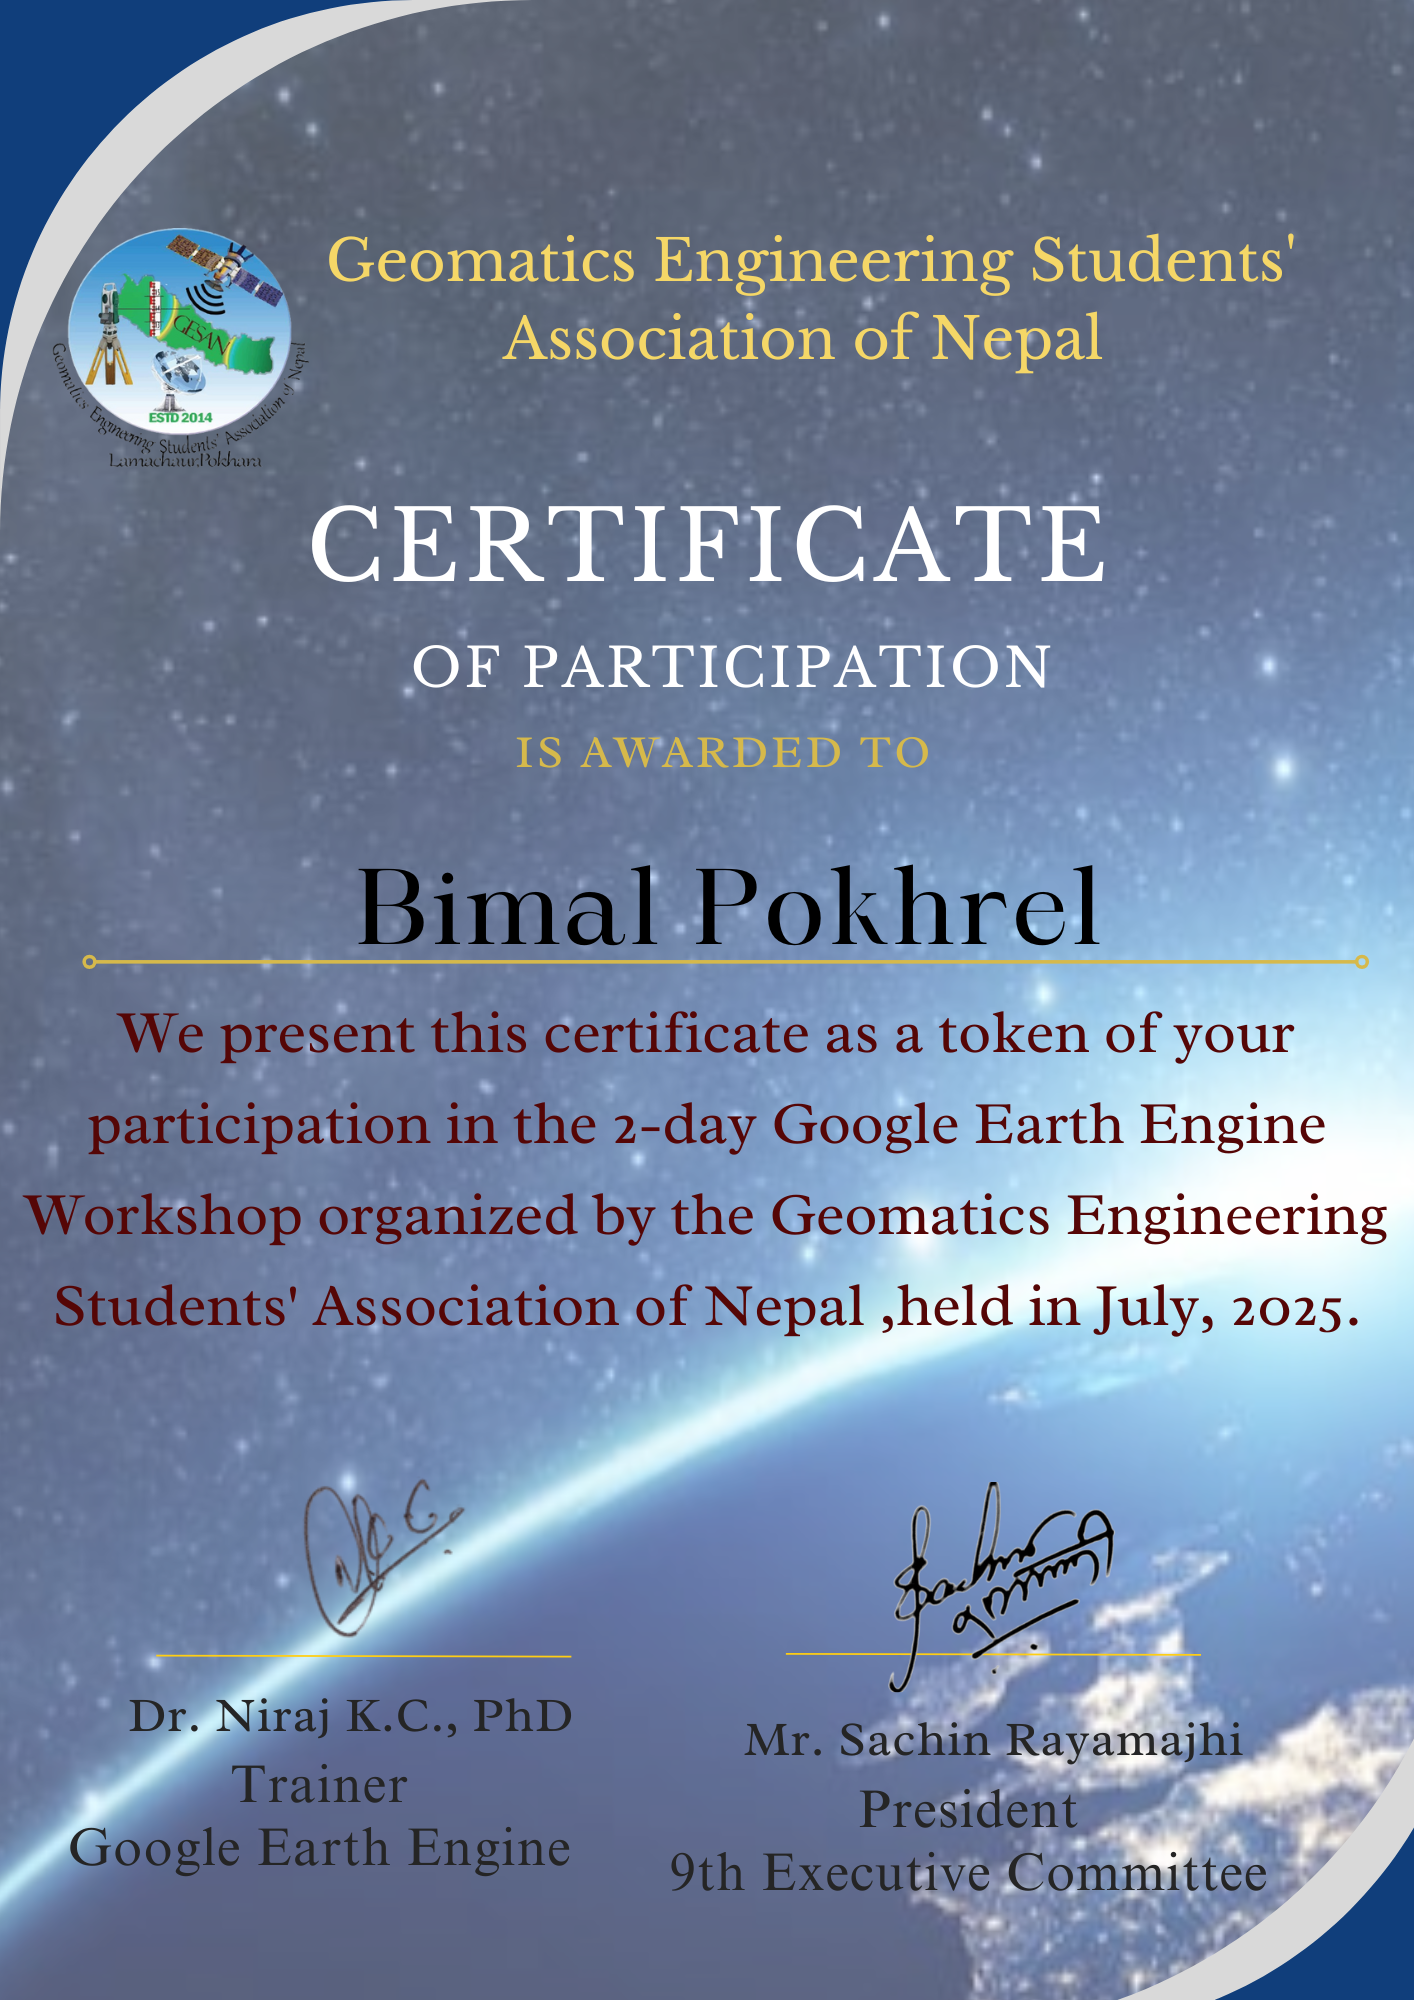 Geomatics Engineering Students'
Association of Nepal
GESAN
ESTD 2014
Geomatics Engineering Students' Association of Nepal
Lamachaur,Pokhara
CERTIFICATE
OF PARTICIPATION
IS AWARDED TO
Bimal Pokhrel
We present this certificate as a token of your
participation in the 2-day Google Earth Engine
Workshop organized by the Geomatics Engineering
Students' Association of Nepal ,held in July, 2025.
Dr. Niraj K.C., PhD
Trainer
Google Earth Engine
Mr. Sachin Rayamajhi
President
9th Executive Committee